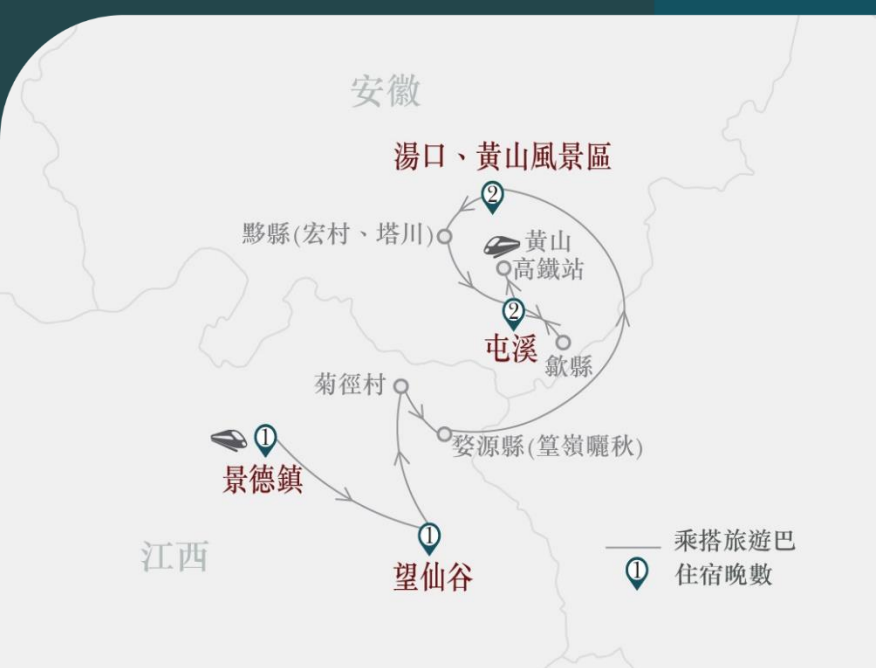 安徽
湯口、黃山風景區
2
黟縣(宏村、塔川)
黃山
高鐵站
2
屯溪
歙縣
菊徑村
1
景德鎮
婺源縣(篁嶺曬秋)
江西
1
望仙谷
乘搭旅遊巴
1
住宿晚數